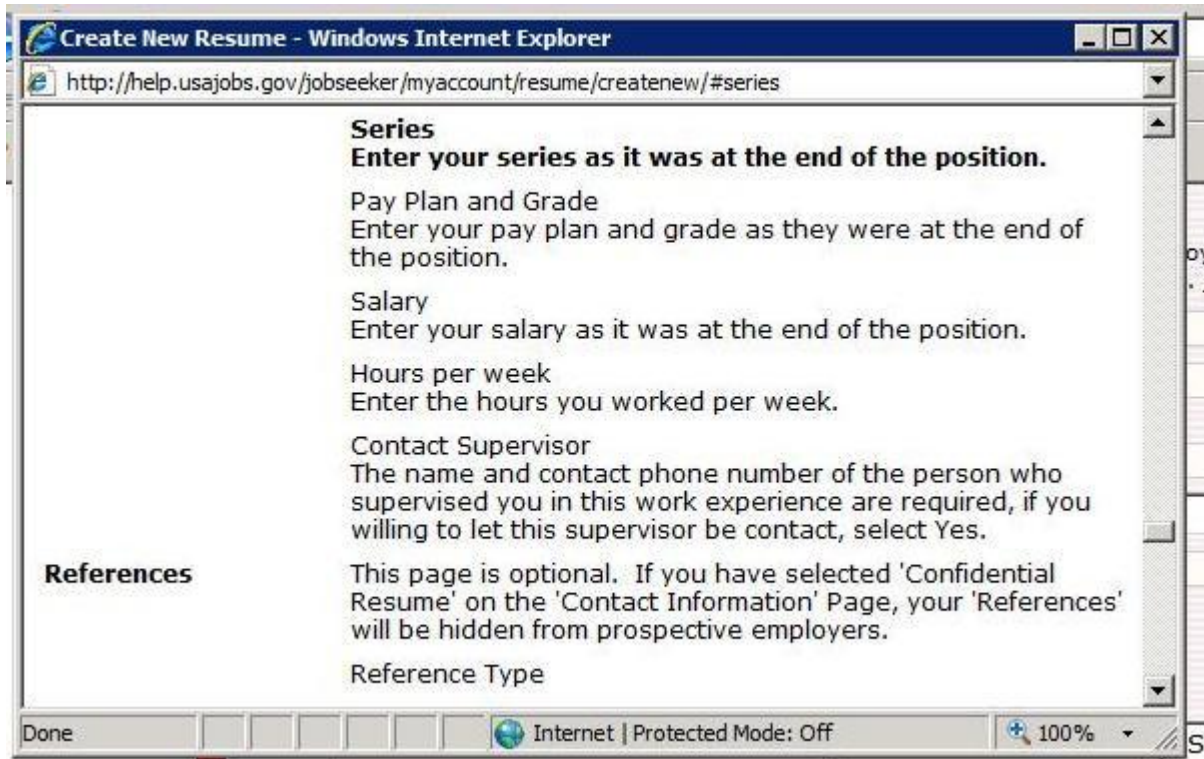 Create New Resume - Windows Internet Explorer
http://help.usajobs.gov/jobseeker/myaccount/resume/createnew/#series
Series
Enter your series as it was at the end of the position.
Pay Plan and Grade
Enter your pay plan and grade as they were at the end of
the position.
Salary
Enter your salary as it was at the end of the position.
Hours per week
Enter the hours you worked per week.
Contact Supervisor
The name and contact phone number of the person who
supervised you in this work experience are required, if you
willing to let this supervisor be contact, select Yes.
References
This page is optional.  If you have selected 'Confidential
Resume' on the 'Contact Information' Page, your 'References'
will be hidden from prospective employers.
Reference Type
Done
Internet | Protected Mode: Off
100%